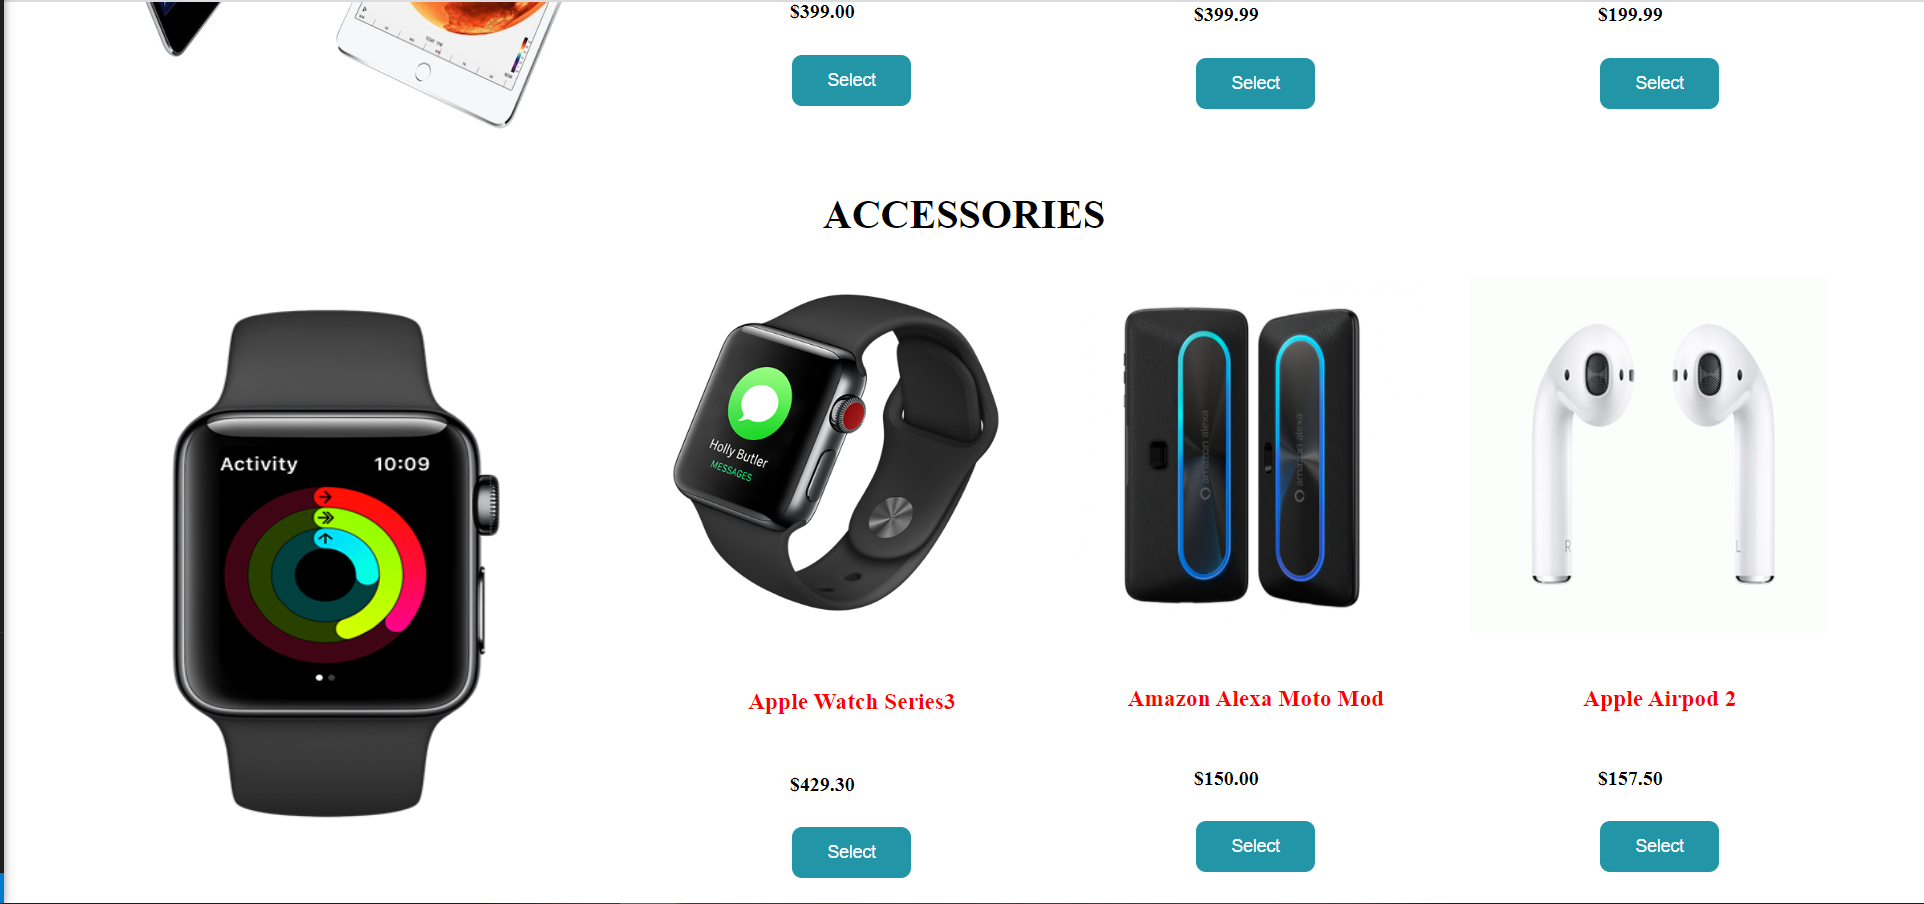 $399.00
$399.99
$199.99
Select
Select
Select
ACCESSORIES
Activity 10:09
Holly Butler
MESSAGES
amazon alexa
amazon alexa
R
L
Apple Watch Series3
Amazon Alexa Moto Mod
Apple Airpod 2
$429.30
$150.00
$157.50
Select
Select
Select